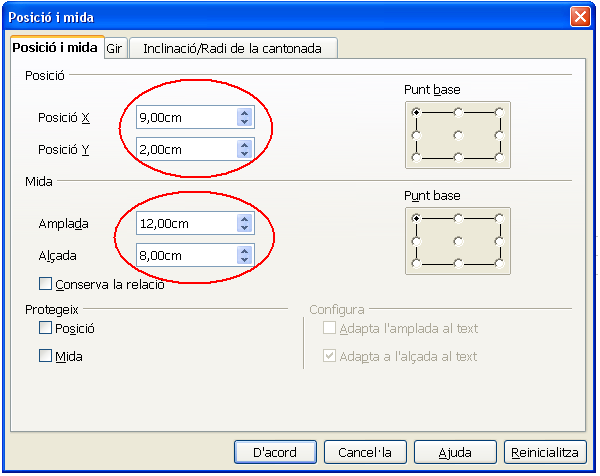 Posició i mida
Posició i mida Gir Inclinació/Radi de la cantonada
Posició
Punt base
Posició X 9,00cm
Posició Y 2,00cm
Mida
Punt base
Amplada 12,00cm
Alçada 8,00cm
Conserva la relació
Protegeix Configura
Posició Adapta l'amplada al text
Mida Adapta a l'alçada al text
D'acord Cancel·la Ajuda Reinicialitza